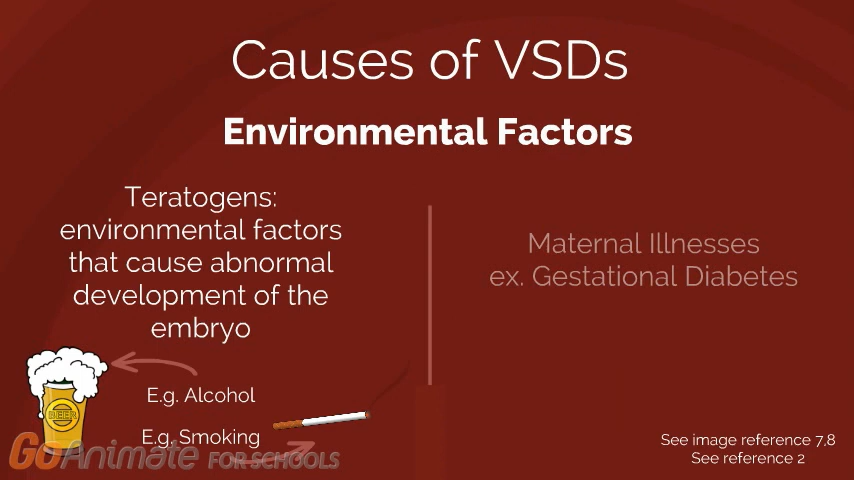 Causes of VSDs
Environmental Factors
Teratogens:
environmental factors
that cause abnormal
development of the
embryo
Maternal Illnesses
ex. Gestational Diabetes
BEER
E.g. Alcohol
E.g. Smoking
GoAnimate FOR SCHOOLS
See image reference 7,8
See reference 2